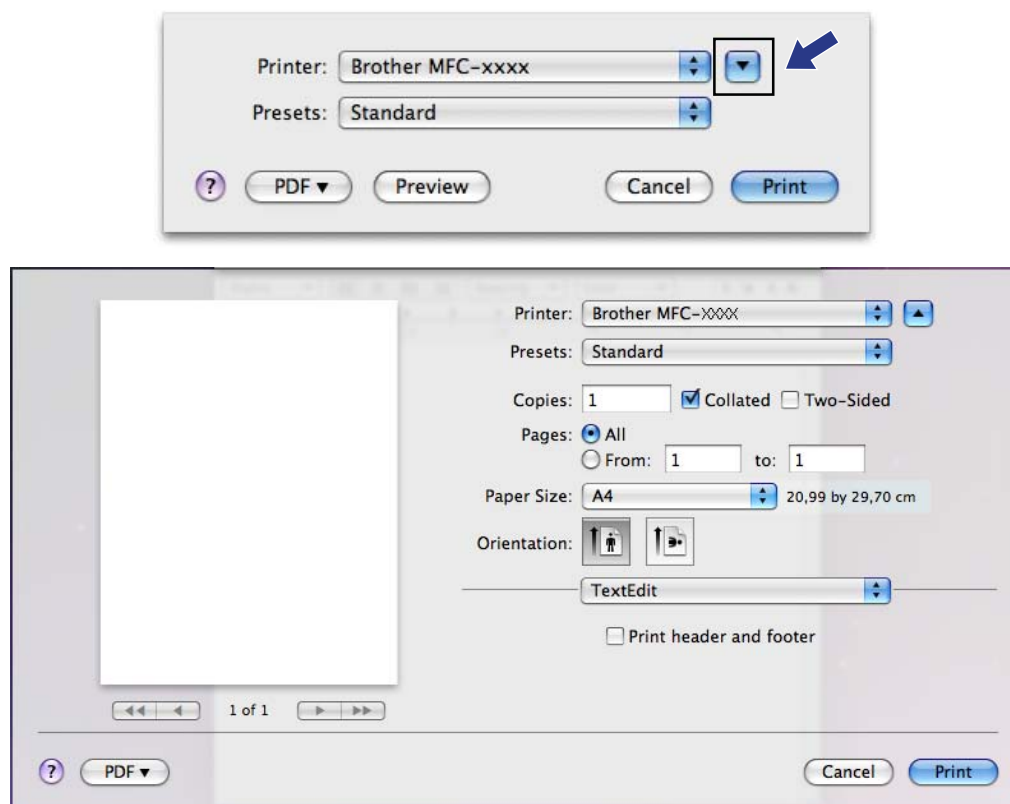 Printer: Brother MFC-xxxx
Presets: Standard
? PDF Preview Cancel Print
Printer: Brother MFC-XXXX
Presets: Standard
Copies: 1 Collated Two-Sided
Pages: All
From: 1 to: 1
Paper Size: A4 20,99 by 29,70 cm
Orientation:
TextEdit
Print header and footer
1 of 1
? PDF Cancel Print